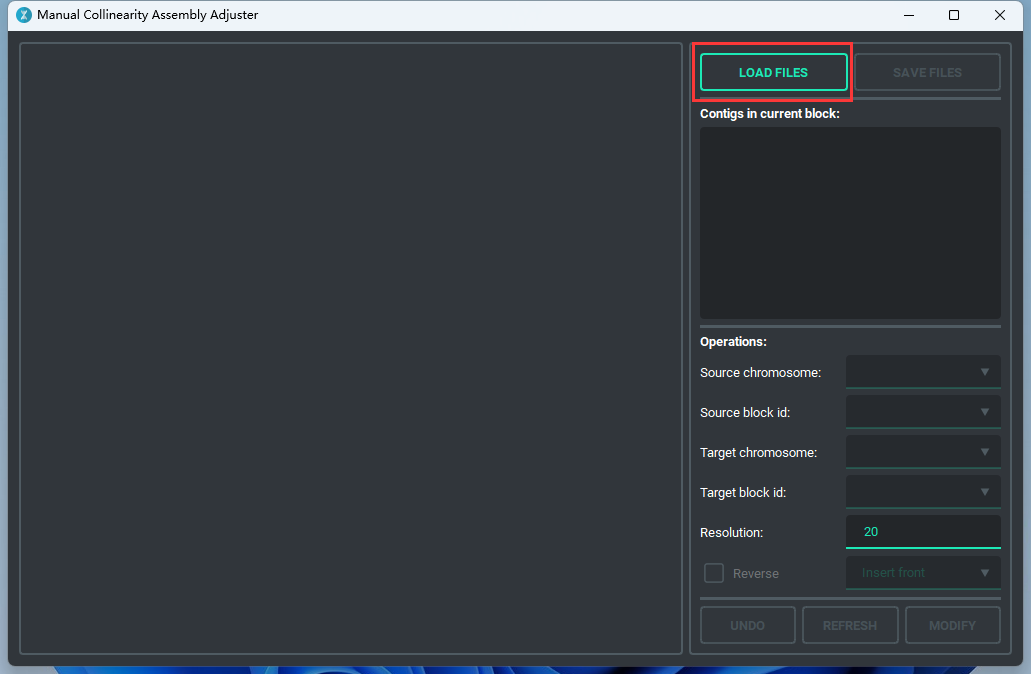 Manual Collinearity Assembly Adjuster
LOAD FILES
SAVE FILES
Contigs in current block:
Operations:
Source chromosome:
Source block id:
Target chromosome:
Target block id:
Resolution:
20
Reverse
Insert front
UNDO
REFRESH
MODIFY